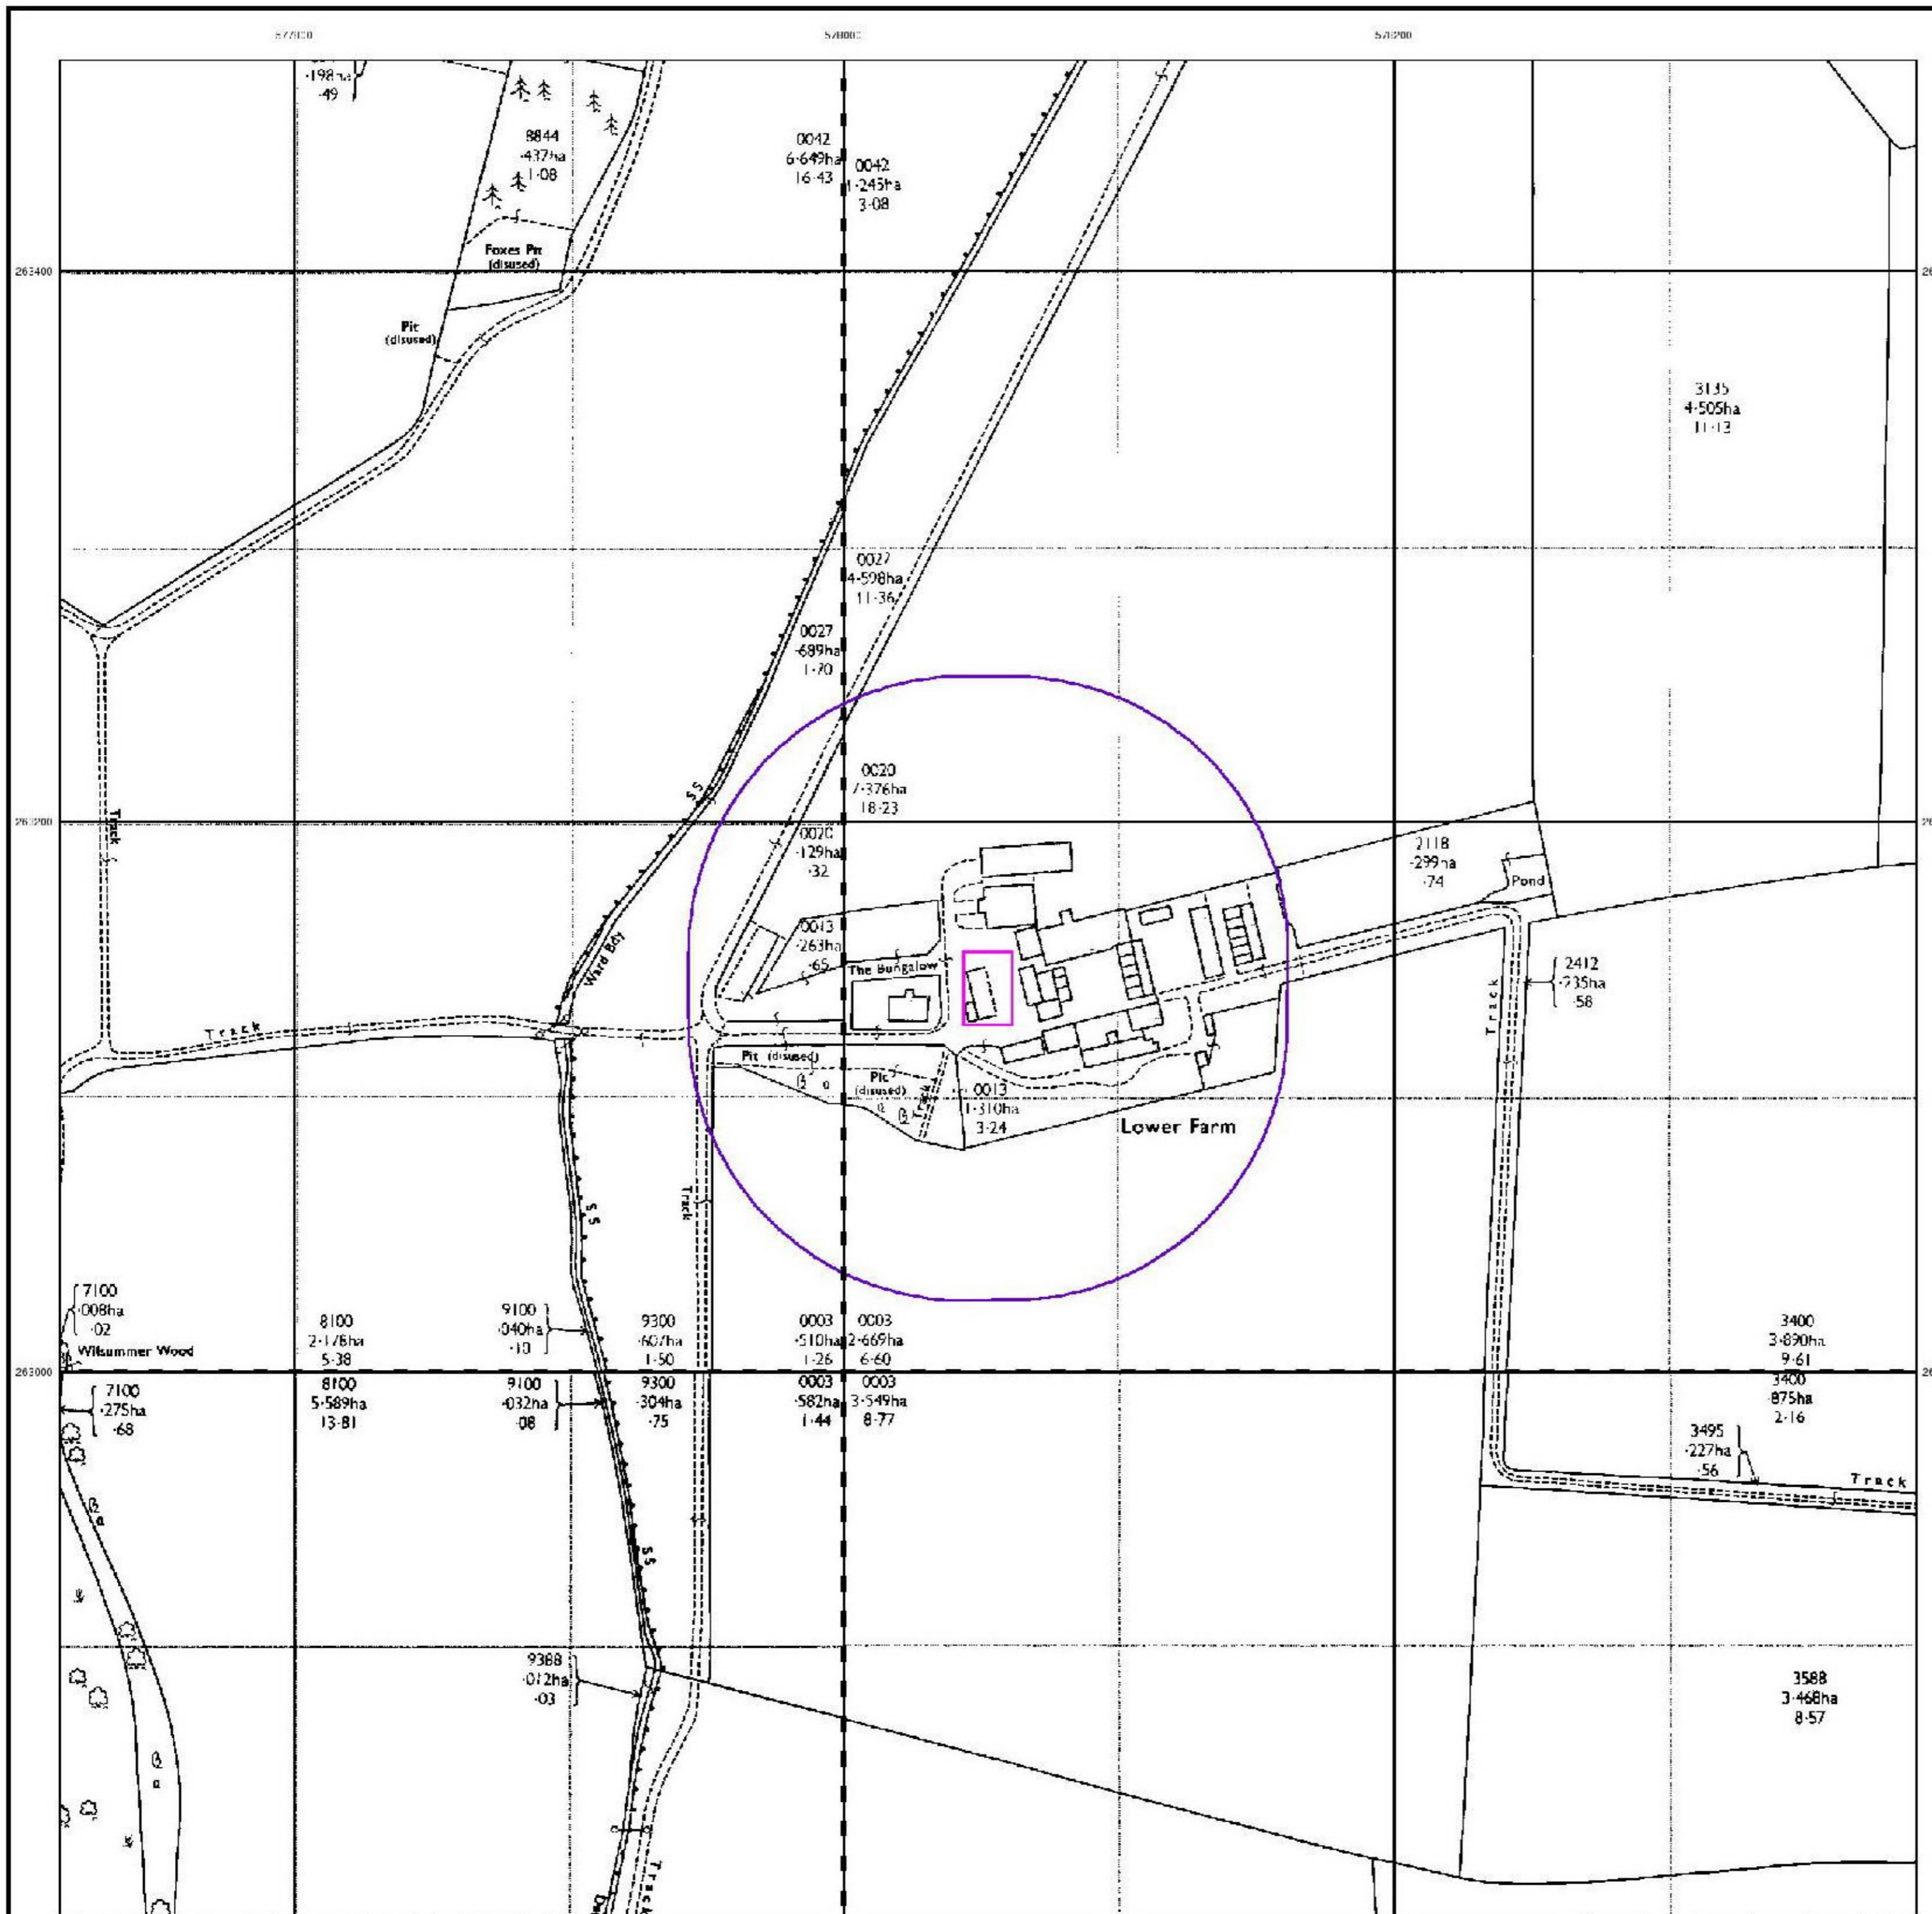 577800
578000
578200
·198ha
·49
8844
·437ha
1·08
0042
6·649ha
16·43
0042
1·245ha
3·08
Foxes Pit
(disused)
263400
Pit
(disused)
3135
4·505ha
11·13
0027
4·598ha
11·36
0027
·689ha
1·70
S S
0020
7·376ha
18·23
263200
Track
0020
·129ha
·32
2118
·299ha
·74
Pond
0013
·263ha
·65
Ward Bdy
The Bungalow
2412
·235ha
·58
Track
Track
Pit (disused)
Pit
(disused)
Track
0013
1·310ha
3·24
Lower Farm
Track
S S
7100
·008ha
·02
Wilsummer Wood
8100
2·178ha
5·38
9100
·040ha
·10
9300
·607ha
1·50
0003
·510ha
1·26
0003
2·669ha
6·60
3400
3·890ha
9·61
263000
7100
·275ha
·68
8100
5·589ha
13·81
9100
·032ha
·08
9300
·304ha
·75
0003
·582ha
1·44
0003
3·549ha
8·77
3400
·875ha
2·16
3495
·227ha
·56
Track
S S
9388
·012ha
·03
3588
3·468ha
8·57
Track